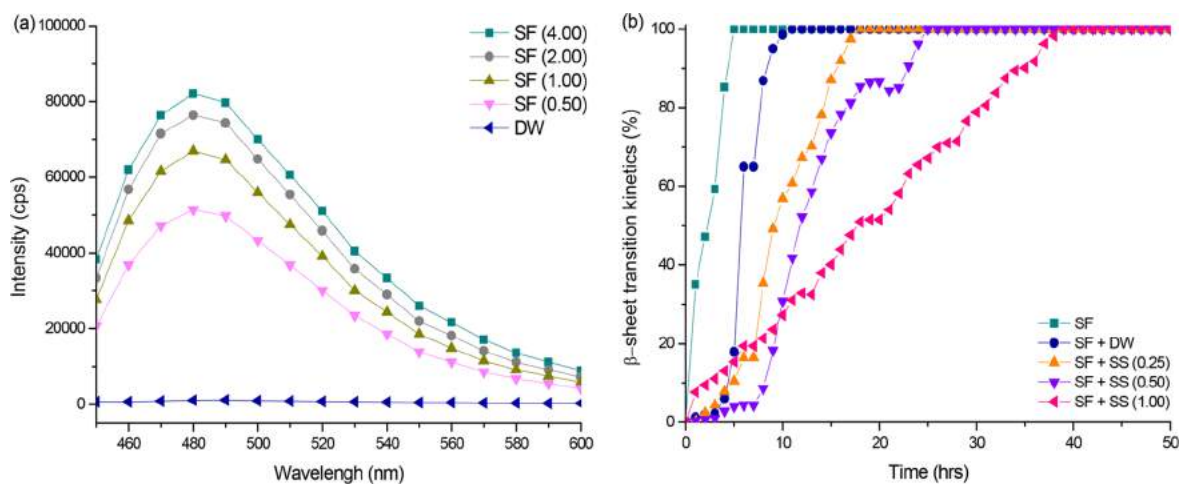 (a)
100000
80000
60000
40000
20000
0
Intensity (cps)
SF (4.00)
SF (2.00)
SF (1.00)
SF (0.50)
DW
460 480 500 520 540 560 580 600
Wavelengh (nm)
(b)
100
80
60
40
20
0
β-sheet transition kinetics (%)
SF
SF + DW
SF + SS (0.25)
SF + SS (0.50)
SF + SS (1.00)
0 10 20 30 40 50
Time (hrs)